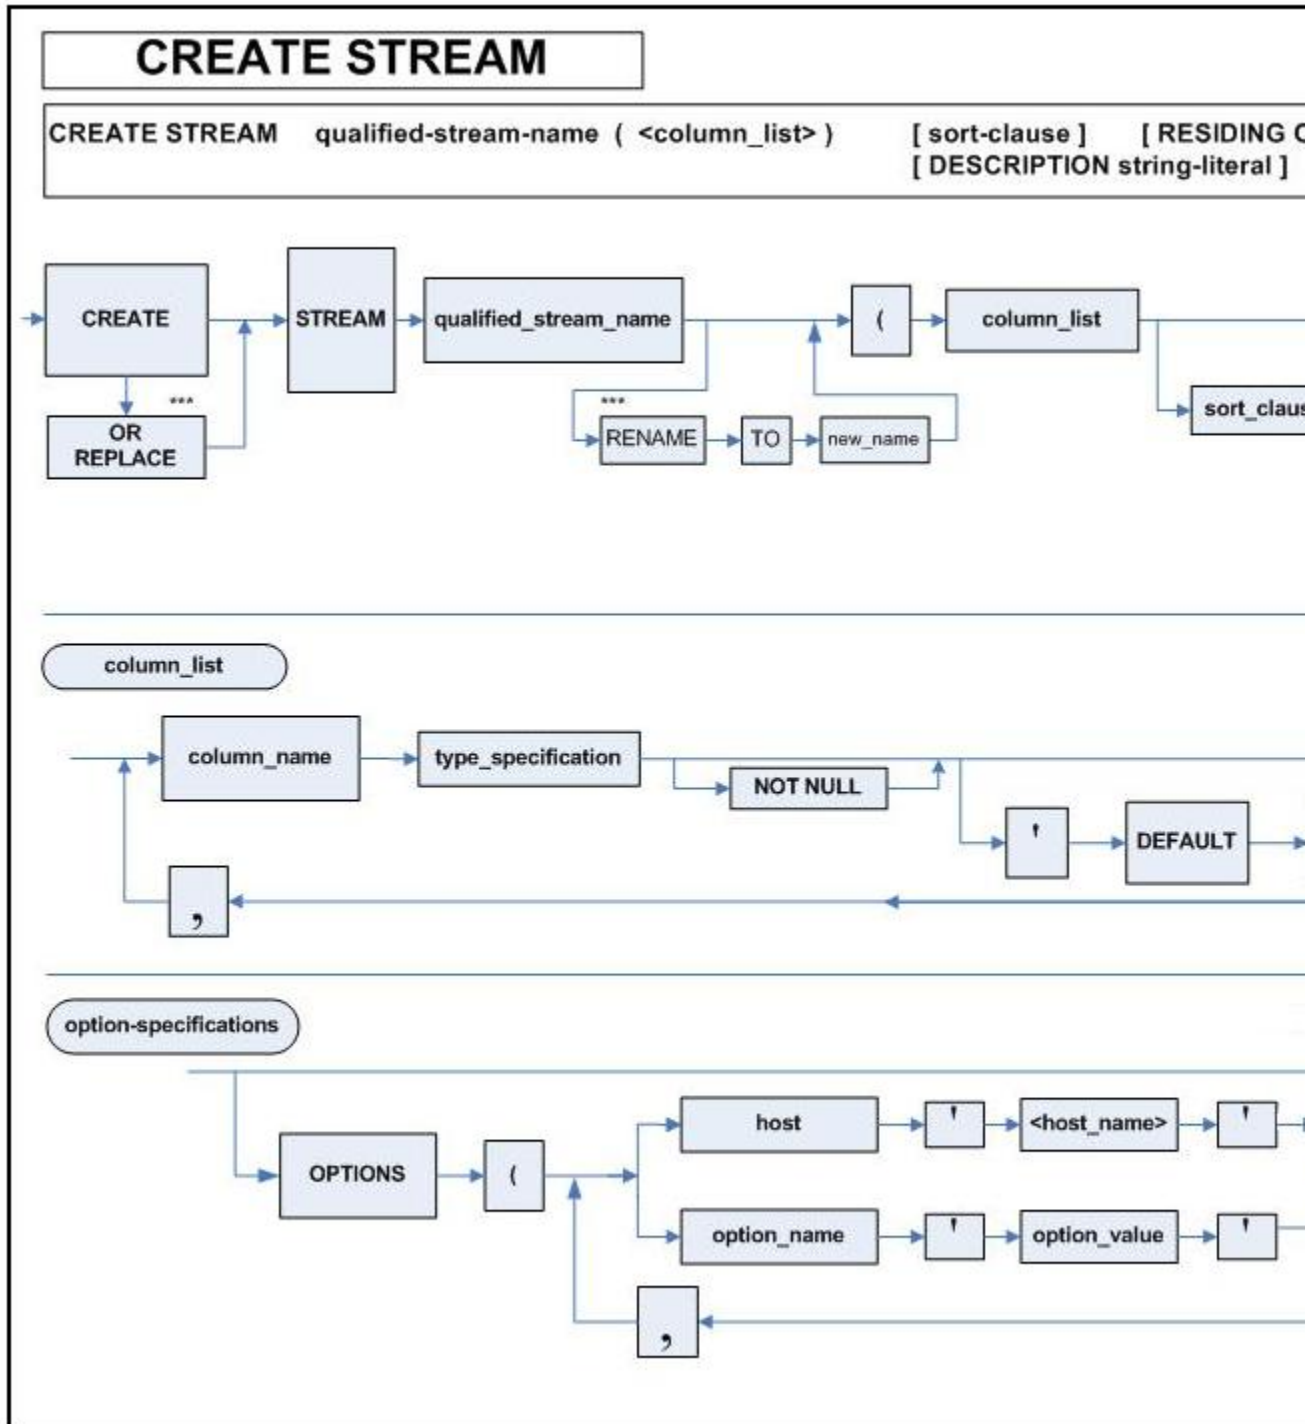 CREATE STREAM
CREATE STREAM qualified-stream-name ( <column_list> ) [ sort-clause ] [ RESIDING
[ DESCRIPTION string-literal ]
CREATE
STREAM
qualified_stream_name
(
column_list
***
OR
REPLACE
***
RENAME
TO
new_name
column_list
column_name
type_specification
NOT NULL
'
DEFAULT
,
option-specifications
OPTIONS
(
host
'
<host_name>
'
option_name
'
option_value
'
,